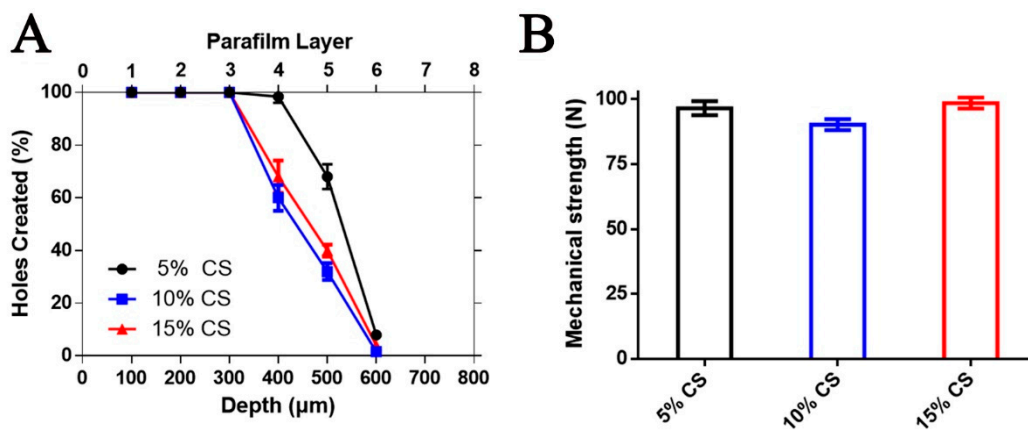 A
Parafilm Layer
0 1 2 3 4 5 6 7 8
Holes Created (%)
100
80
60
40
20
0
5% CS
10% CS
15% CS
0 100 200 300 400 500 600 700 800
Depth (µm)
B
Mechanical strength (N)
100
75
50
25
0
5% CS
10% CS
15% CS